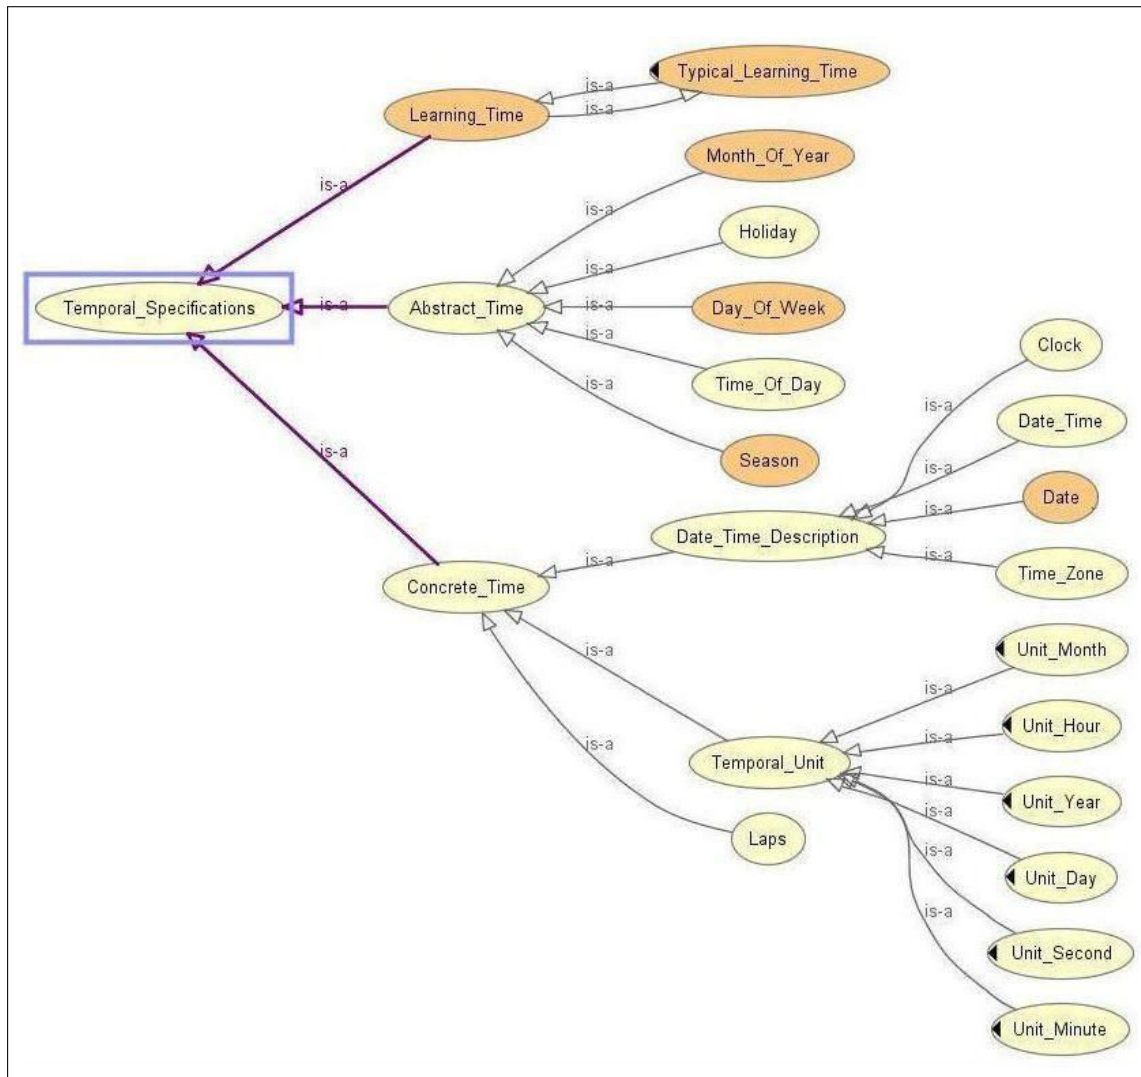 Typical_Learning_Time
is-a
is-a
Learning_Time
Month_Of_Year
is-a
is-a
Holiday
is-a
Temporal_Specifications
is-a
Abstract_Time
is-a
Day_Of_Week
is-a
Clock
Time_Of_Day
is-a
is-a
Date_Time
is-a
Season
is-a
Date
is-a
Date_Time_Description
is-a
is-a
Time_Zone
Concrete_Time
is-a
Unit_Month
is-a
Unit_Hour
is-a
is-a
Temporal_Unit
is-a
Unit_Year
is-a
Laps
is-a
Unit_Day
is-a
Unit_Second
Unit_Minute